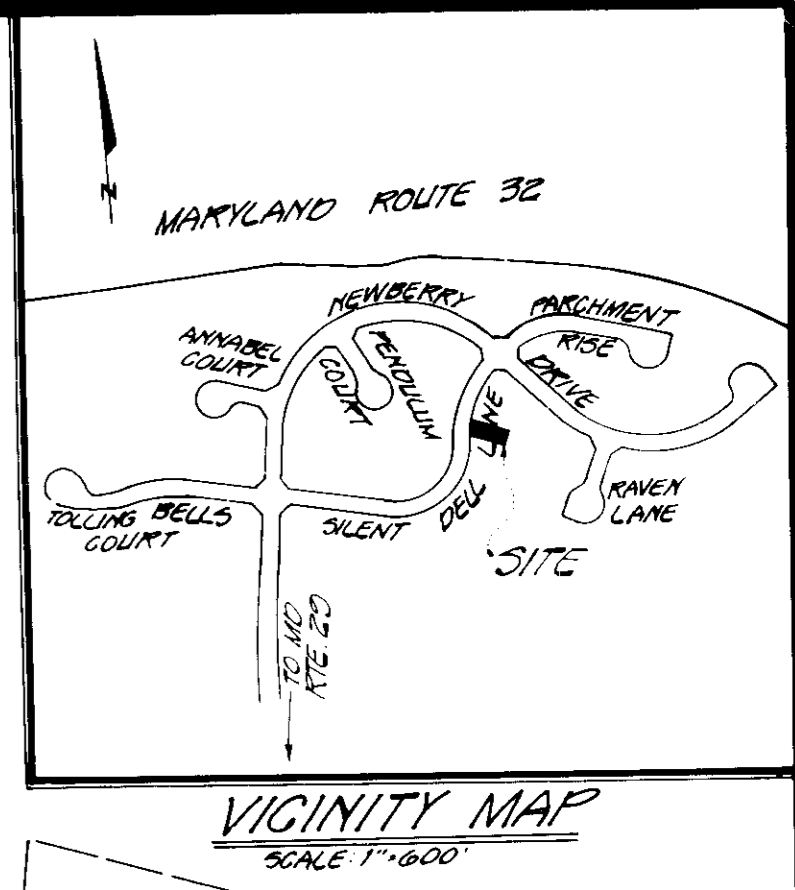 N
MARYLAND ROUTE 32
NEWBERRY
DRIVE
PARCHMENT
RISE
ANNABEL
COURT
PENDULUM
COURT
RAVEN
LANE
TOLLING BELLS
COURT
SILENT DELL LANE
SITE
TO MD
RTE. 29
VICINITY MAP
SCALE: 1"=600'